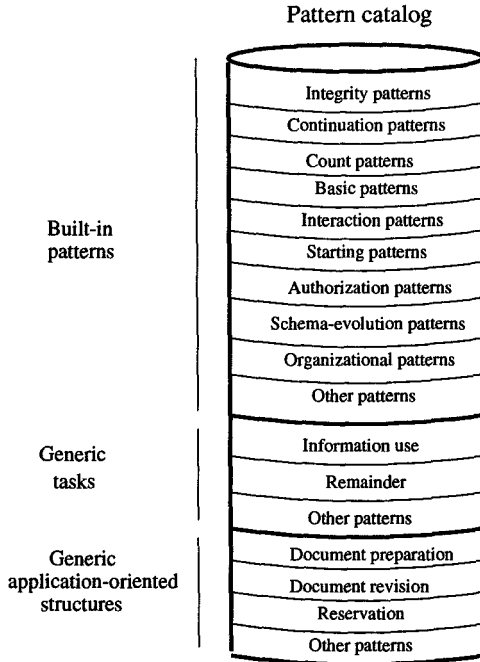 Pattern catalog
Integrity patterns
Continuation patterns
Count patterns
Basic patterns
Interaction patterns
Starting patterns
Authorization patterns
Schema-evolution patterns
Organizational patterns
Other patterns
Built-in
patterns
Information use
Remainder
Other patterns
Generic
tasks
Document preparation
Document revision
Reservation
Other patterns
Generic
application-oriented
structures